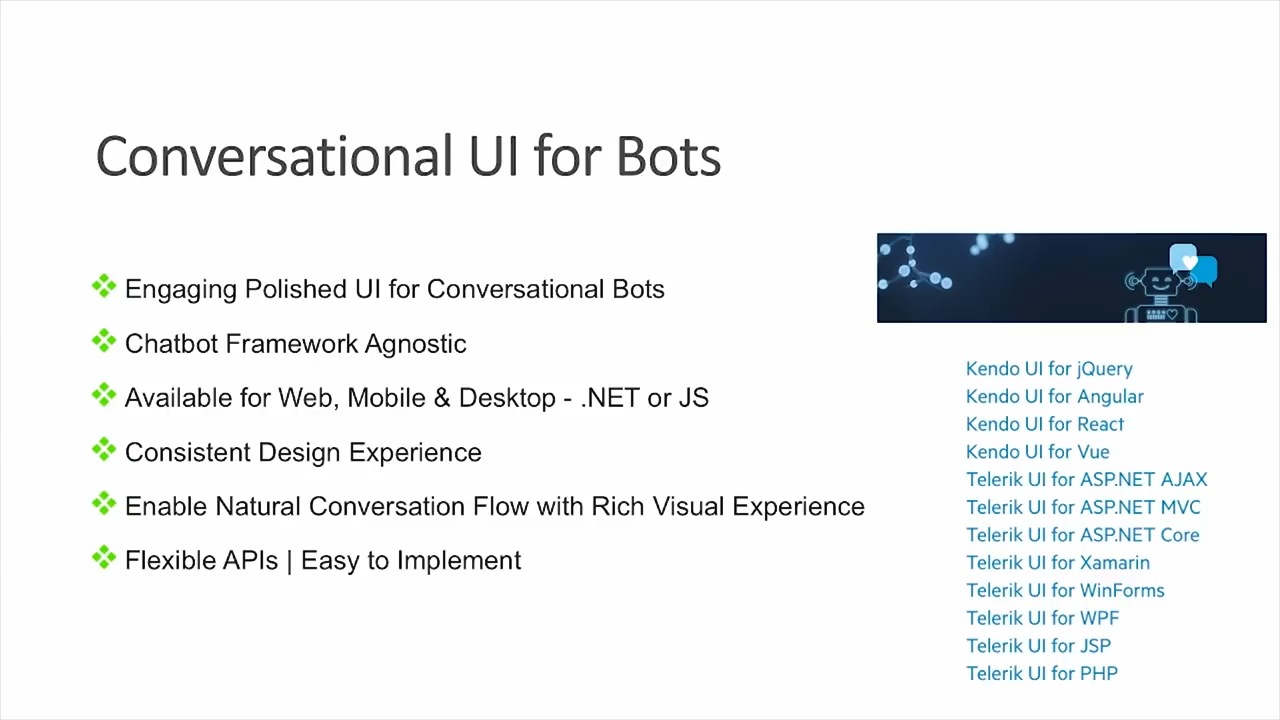 Conversational UI for Bots
Engaging Polished UI for Conversational Bots
Chatbot Framework Agnostic
Available for Web, Mobile & Desktop - .NET or JS
Consistent Design Experience
Enable Natural Conversation Flow with Rich Visual Experience
Flexible APIs | Easy to Implement
Kendo UI for jQuery
Kendo UI for Angular
Kendo UI for React
Kendo UI for Vue
Telerik UI for ASP.NET AJAX
Telerik UI for ASP.NET MVC
Telerik UI for ASP.NET Core
Telerik UI for Xamarin
Telerik UI for WinForms
Telerik UI for WPF
Telerik UI for JSP
Telerik UI for PHP